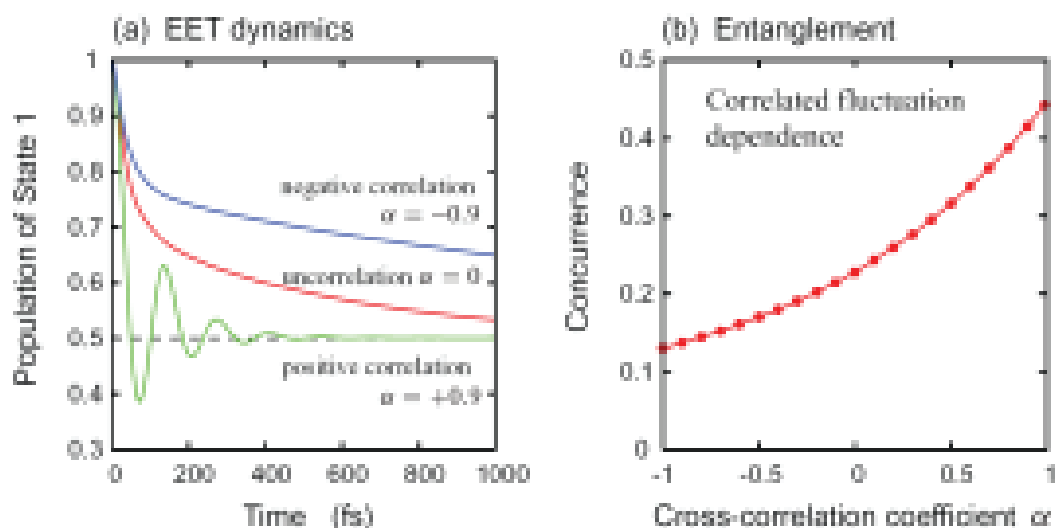 (a) EET dynamics
Population of State 1
1
0.9
0.8
0.7
0.6
0.5
0.4
0.3
negative correlation
α = −0.9
uncorrelation α = 0
positive correlation
α = +0.9
0 200 400 600 800 1000
Time (fs)
(b) Entanglement
Concurrence
0.5
0.4
0.3
0.2
0.1
0
Correlated fluctuation
dependence
-1 -0.5 0 0.5 1
Cross-correlation coefficient α